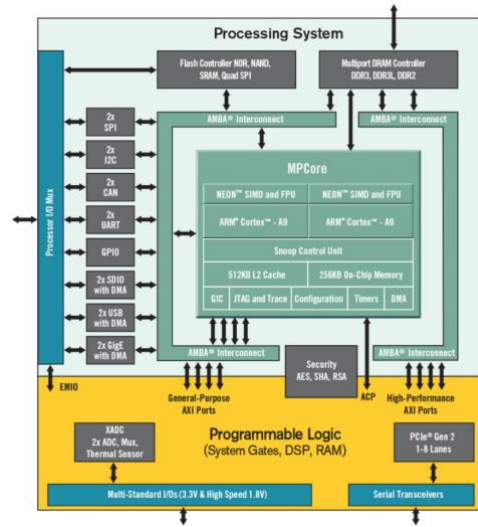 Processing System
Flash Controller NOR, NAND,
SRAM, Quad SPI
Multiport DRAM Controller
DDR3, DDR3L, DDR2
Processor I/O Mux
2x
SPI
2x
I2C
2x
CAN
2x
UART
GPIO
2x SDIO
with DMA
2x USB
with DMA
2x GigE
with DMA
AMBA® Interconnect
AMBA® Interconnect
MPCore
NEON™ SIMD and FPU
NEON™ SIMD and FPU
ARM® Cortex™ - A9
ARM® Cortex™ - A9
Snoop Control Unit
512KB L2 Cache
256KB On-Chip Memory
GIC
JTAG and Trace
Configuration
Timers
DMA
AMBA® Interconnect
Security
AES, SHA, RSA
AMBA® Interconnect
EMIO
General-Purpose
AXI Ports
ACP
High-Performance
AXI Ports
XADC
2x ADC, Mux,
Thermal Sensor
Programmable Logic
(System Gates, DSP, RAM)
PCIe® Gen 2
1-8 Lanes
Multi-Standard I/Os (3.3V & High Speed 1.8V)
Serial Transceivers